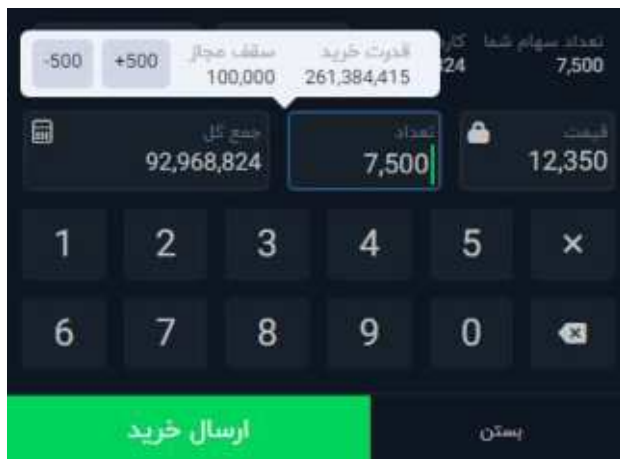 تعداد سهام شما
7,500
24
قدرت خرید
261,384,415
سقف مجاز
100,000
+500
-500
قیمت
12,350
تعداد
7,500
جمع کل
92,968,824
1 2 3 4 5 ×
6 7 8 9 0
بستن
ارسال خرید